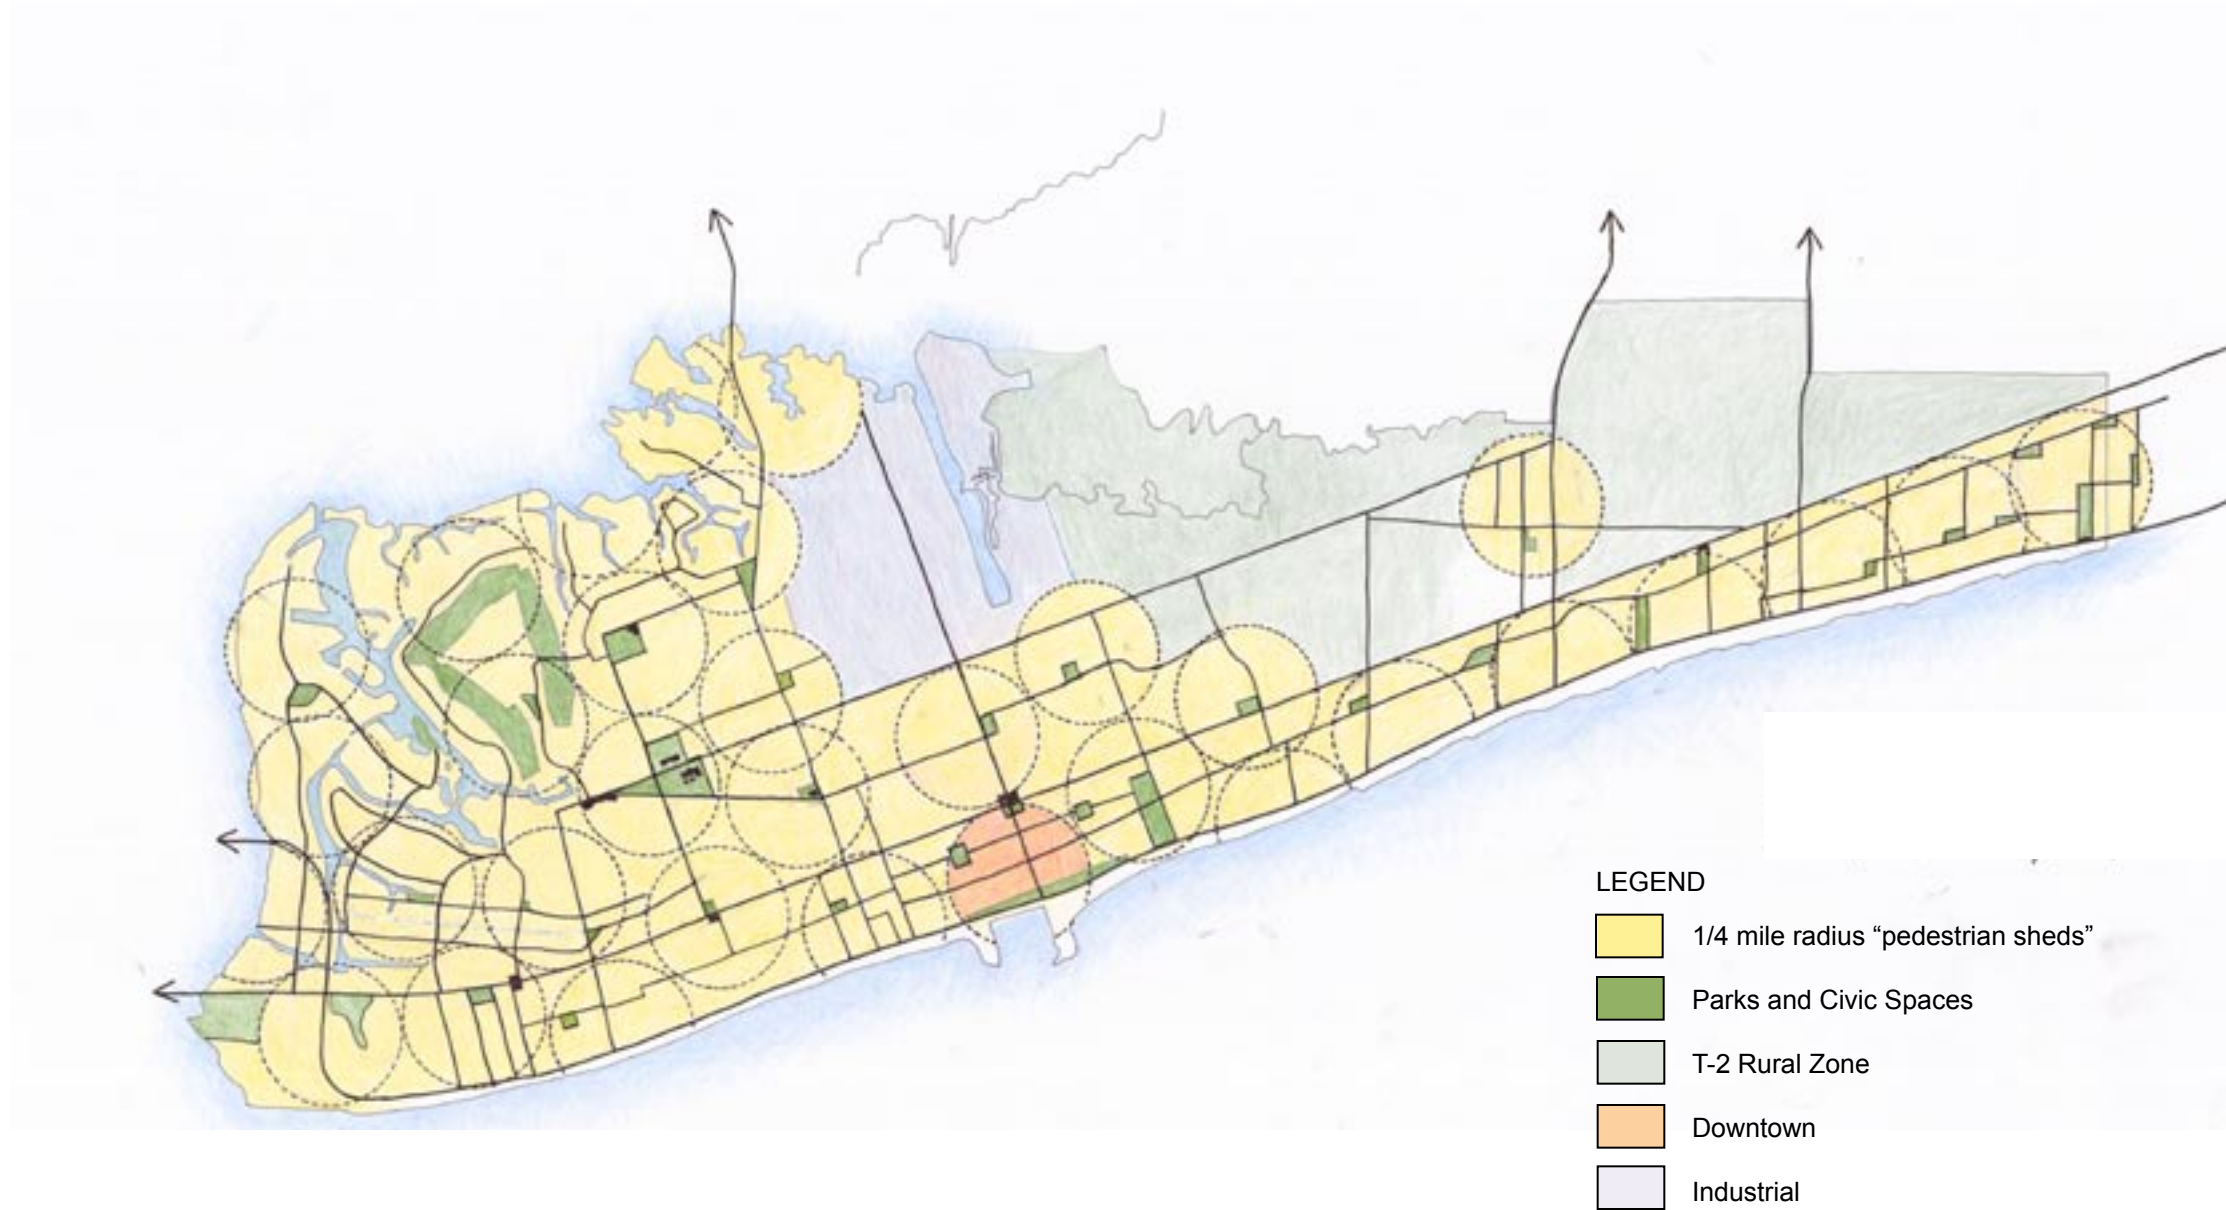 LEGEND
1/4 mile radius “pedestrian sheds”
Parks and Civic Spaces
T-2 Rural Zone
Downtown
Industrial